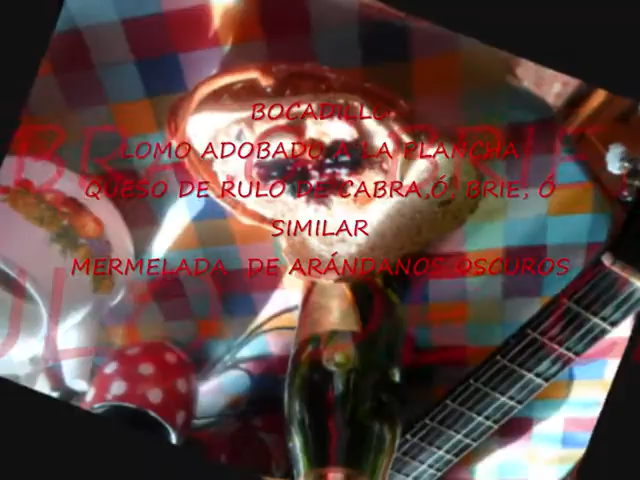 BOCADILLO
LOMO ADOBADO A LA PLANCHA
QUESO DE RULO DE CABRA,Ó BRIE, Ó
SIMILAR
MERMELADA DE ARÁNDANOS OSCUROS